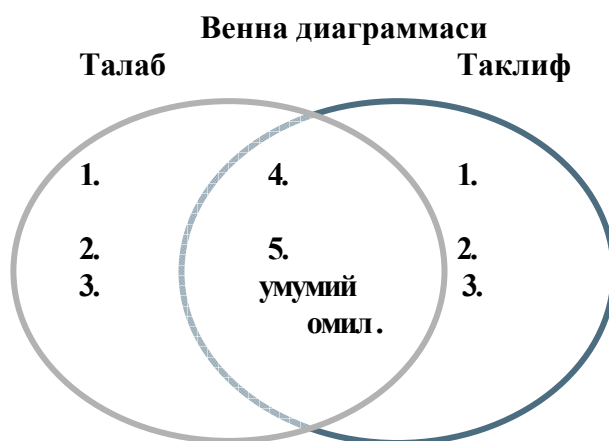 Венна диаграммаси
Талаб Таклиф
1. 4. 1.
2. 5. 2.
3. умумий 3.
омил.